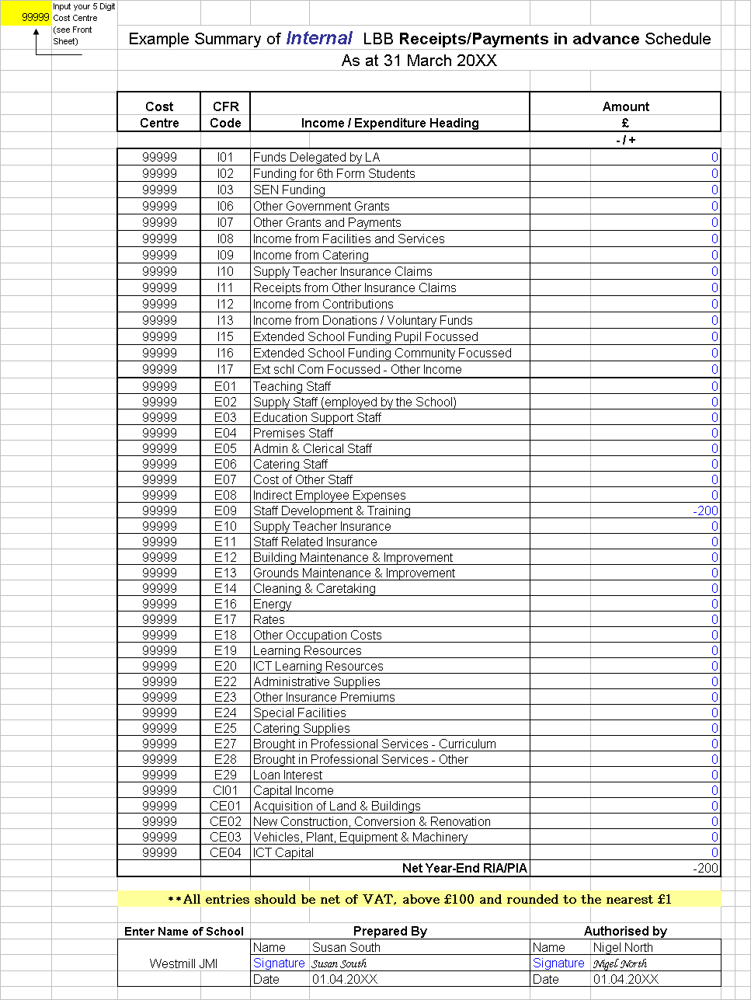 99999 Input your 5 Digit
Cost Centre
(see Front
Sheet)
Example Summary of Internal LBB Receipts/Payments in advance Schedule
As at 31 March 20XX
Cost CFR Amount
Centre Code Income / Expenditure Heading £
- / +
99999 I01 Funds Delegated by LA 0
99999 I02 Funding for 6th Form Students 0
99999 I03 SEN Funding 0
99999 I06 Other Government Grants 0
99999 I07 Other Grants and Payments 0
99999 I08 Income from Facilities and Services 0
99999 I09 Income from Catering 0
99999 I10 Supply Teacher Insurance Claims 0
99999 I11 Receipts from Other Insurance Claims 0
99999 I12 Income from Contributions 0
99999 I13 Income from Donations / Voluntary Funds 0
99999 I15 Extended School Funding Pupil Focussed 0
99999 I16 Extended School Funding Community Focussed 0
99999 I17 Ext schl Com Focussed - Other Income 0
99999 E01 Teaching Staff 0
99999 E02 Supply Staff (employed by the School) 0
99999 E03 Education Support Staff 0
99999 E04 Premises Staff 0
99999 E05 Admin & Clerical Staff 0
99999 E06 Catering Staff 0
99999 E07 Cost of Other Staff 0
99999 E08 Indirect Employee Expenses 0
99999 E09 Staff Development & Training -200
99999 E10 Supply Teacher Insurance 0
99999 E11 Staff Related Insurance 0
99999 E12 Building Maintenance & Improvement 0
99999 E13 Grounds Maintenance & Improvement 0
99999 E14 Cleaning & Caretaking 0
99999 E16 Energy 0
99999 E17 Rates 0
99999 E18 Other Occupation Costs 0
99999 E19 Learning Resources 0
99999 E20 ICT Learning Resources 0
99999 E22 Administrative Supplies 0
99999 E23 Other Insurance Premiums 0
99999 E24 Special Facilities 0
99999 E25 Catering Supplies 0
99999 E27 Brought in Professional Services - Curriculum 0
99999 E28 Brought in Professional Services - Other 0
99999 E29 Loan Interest 0
99999 CI01 Capital Income 0
99999 CE01 Acquisition of Land & Buildings 0
99999 CE02 New Construction, Conversion & Renovation 0
99999 CE03 Vehicles, Plant, Equipment & Machinery 0
99999 CE04 ICT Capital 0
Net Year-End RIA/PIA -200
**All entries should be net of VAT, above £100 and rounded to the nearest £1
Enter Name of School Prepared By Authorised by
Name Susan South Name Nigel North
Westmill JMI Signature Susan South Signature Nigel North
Date 01.04.20XX Date 01.04.20XX